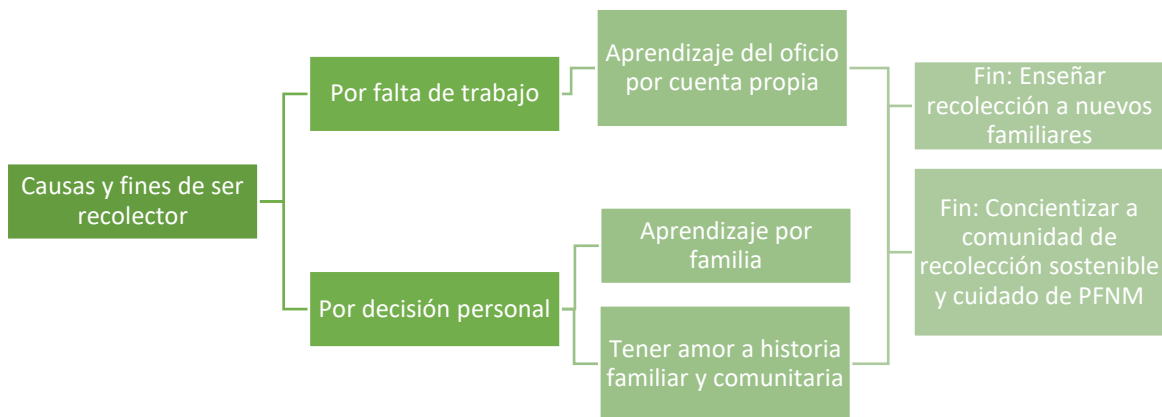 Causas y fines de ser
recolector
Por falta de trabajo
Aprendizaje del oficio
por cuenta propia
Por decisión personal
Aprendizaje por
familia
Tener amor a historia
familiar y comunitaria
Fin: Enseñar
recolección a nuevos
familiares
Fin: Concientizar a
comunidad de
recolección sostenible
y cuidado de PFNM